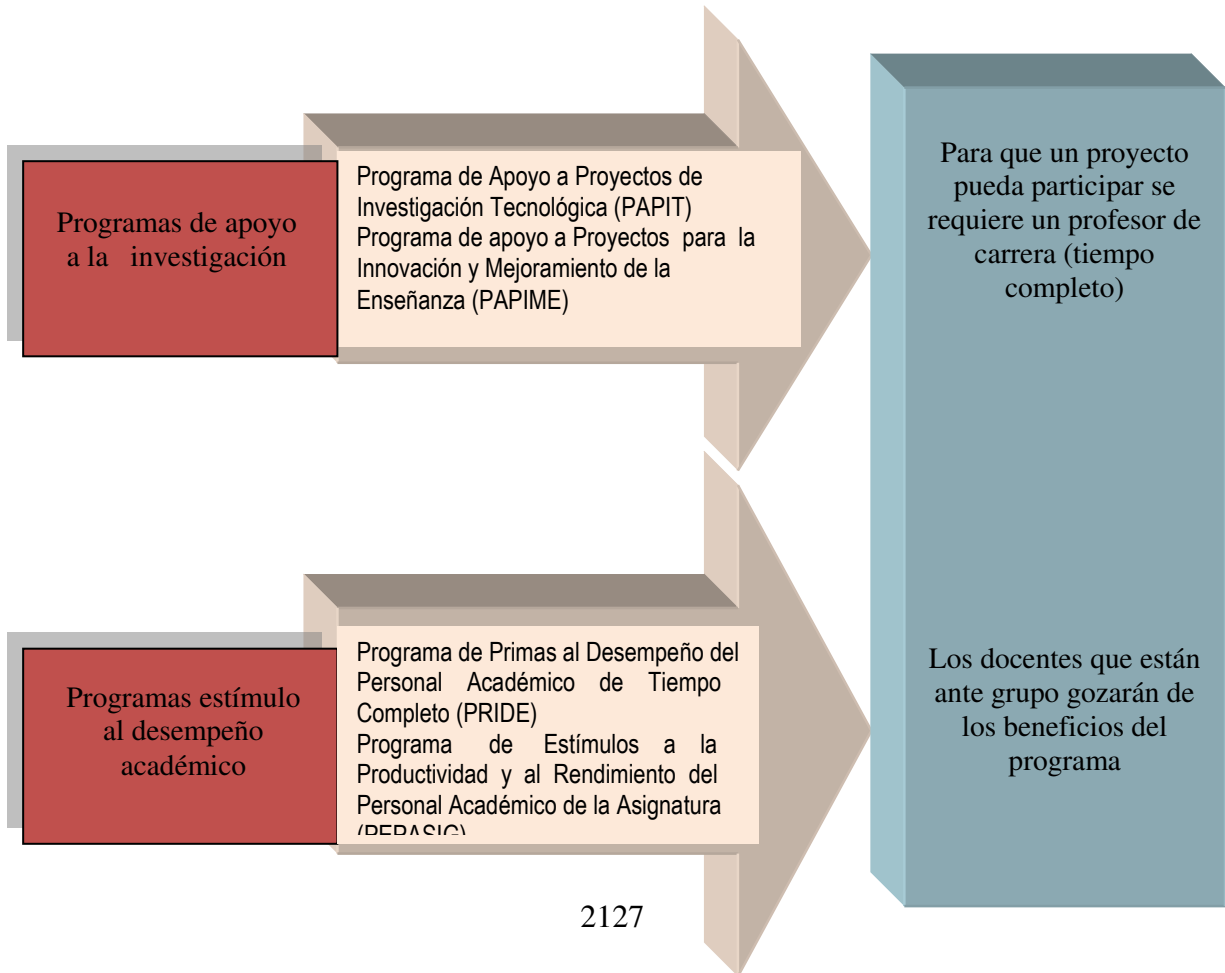 Programas de apoyo
a la investigación
Programa de Apoyo a Proyectos de
Investigación Tecnológica (PAPIT)
Programa de apoyo a Proyectos para la
Innovación y Mejoramiento de la
Enseñanza (PAPIME)
Para que un proyecto
pueda participar se
requiere un profesor de
carrera (tiempo
completo)
Programas estímulo
al desempeño
académico
Programa de Primas al Desempeño del
Personal Académico de Tiempo
Completo (PRIDE)
Programa de Estímulos a la
Productividad y al Rendimiento del
Personal Académico de la Asignatura
(PEPASIG)
Los docentes que están
ante grupo gozarán de
los beneficios del
programa
2127